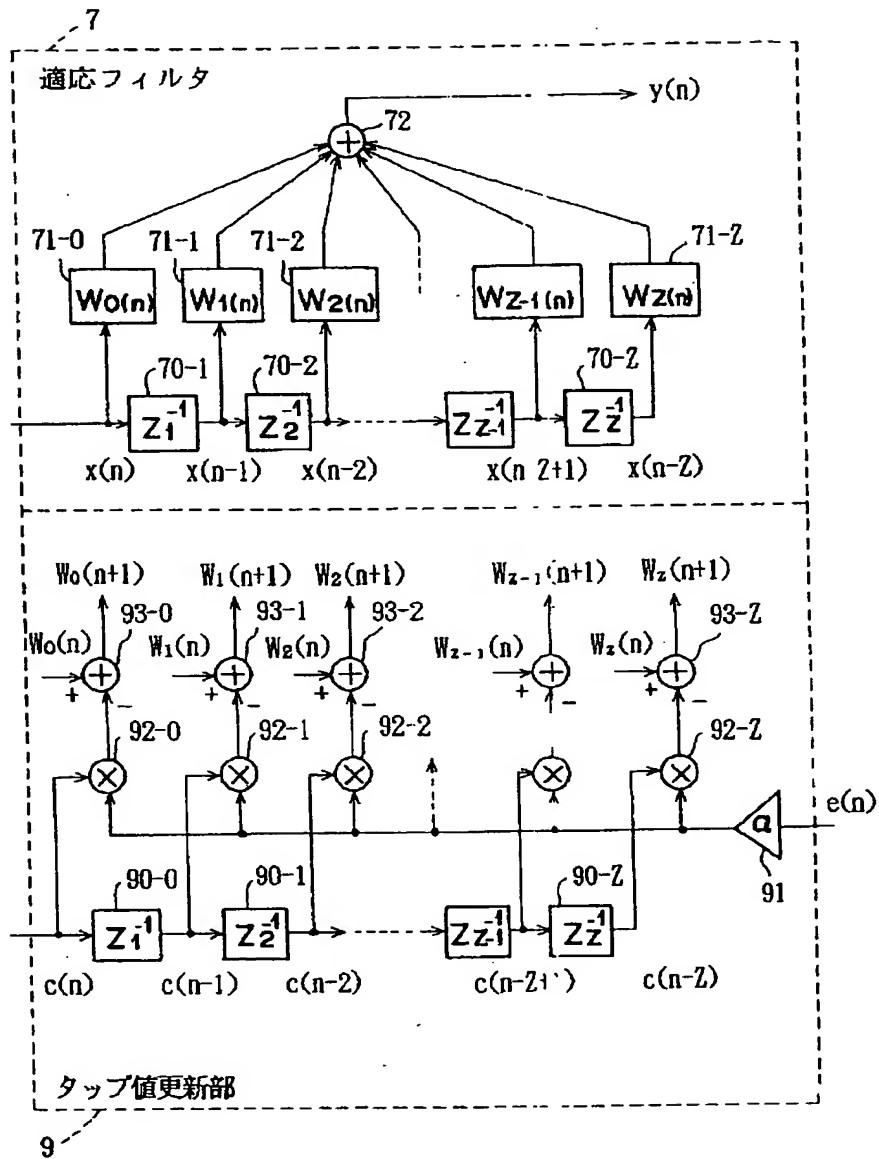 7
適応フィルタ
y(n)
72
71-0 71-1 71-2 71-Z
W0(n) W1(n) W2(n) WZ-1(n) WZ(n)
70-1 70-2 70-Z
Z1⁻¹ Z2⁻¹ ZZ-1⁻¹ ZZ⁻¹
x(n) x(n-1) x(n-2) x(n Z+1) x(n-Z)
W0(n+1) W1(n+1) W2(n+1) Wz-1(n+1) Wz(n+1)
93-0 93-1 93-2 93-Z
W0(n) W1(n) W2(n) Wz-1(n) Wz(n)
+ + + + +
- - - - -
92-0 92-1 92-2 92-Z
e(n)
α
91
90-0 90-1 90-Z
Z1⁻¹ Z2⁻¹ ZZ-1⁻¹ ZZ⁻¹
c(n) c(n-1) c(n-2) c(n-Z+ ) c(n-Z)
タップ値更新部
9